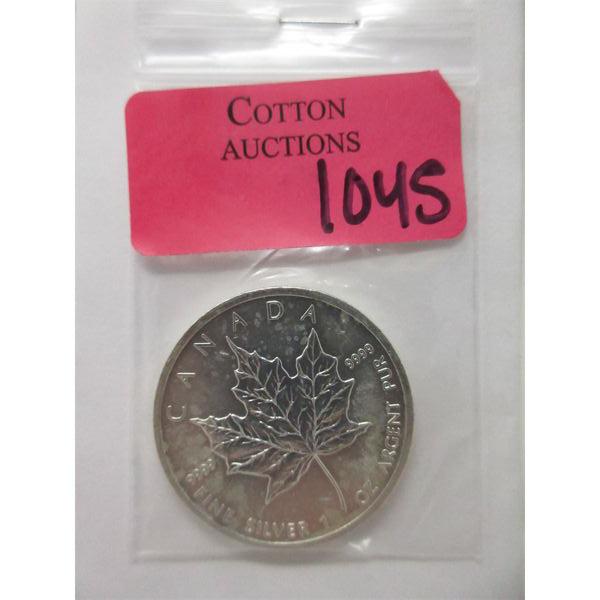 COTTON
AUCTIONS
1045
CANADA
9999
9999
FINE SILVER 1 OZ ARGENT PUR